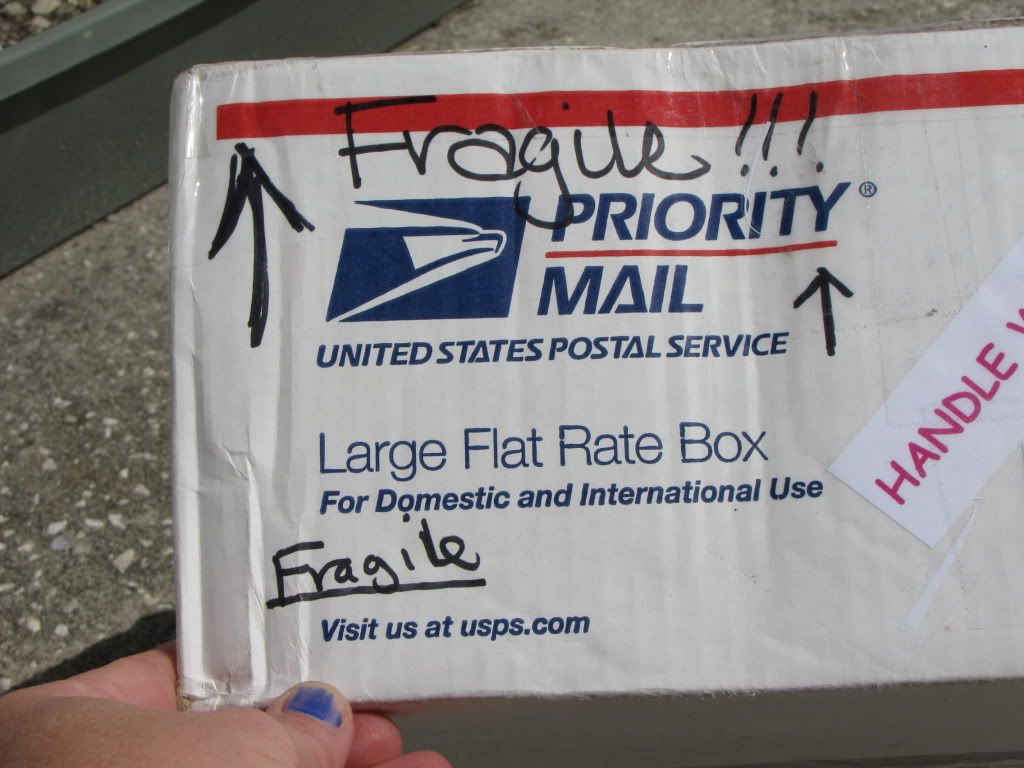 Fragile !!!
PRIORITY®
MAIL
UNITED STATES POSTAL SERVICE
HANDLE
Large Flat Rate Box
For Domestic and International Use
Fragile
Visit us at usps.com